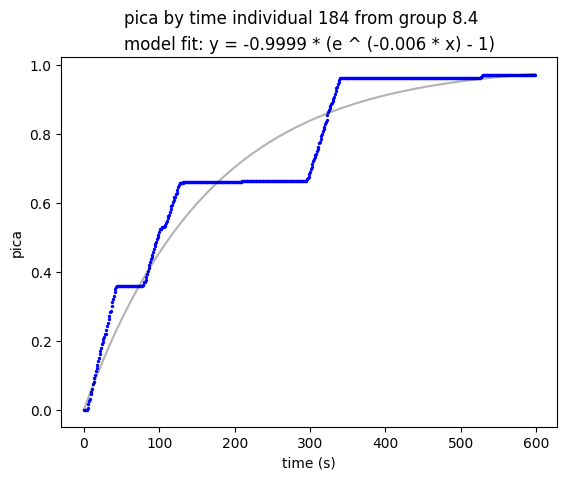 pica by time individual 184 from group 8.4
model fit: y = -0.9999 * (e ^ (-0.006 * x) - 1)
1.0
0.8
0.6
0.4
0.2
0.0
pica
0 100 200 300 400 500 600
time (s)